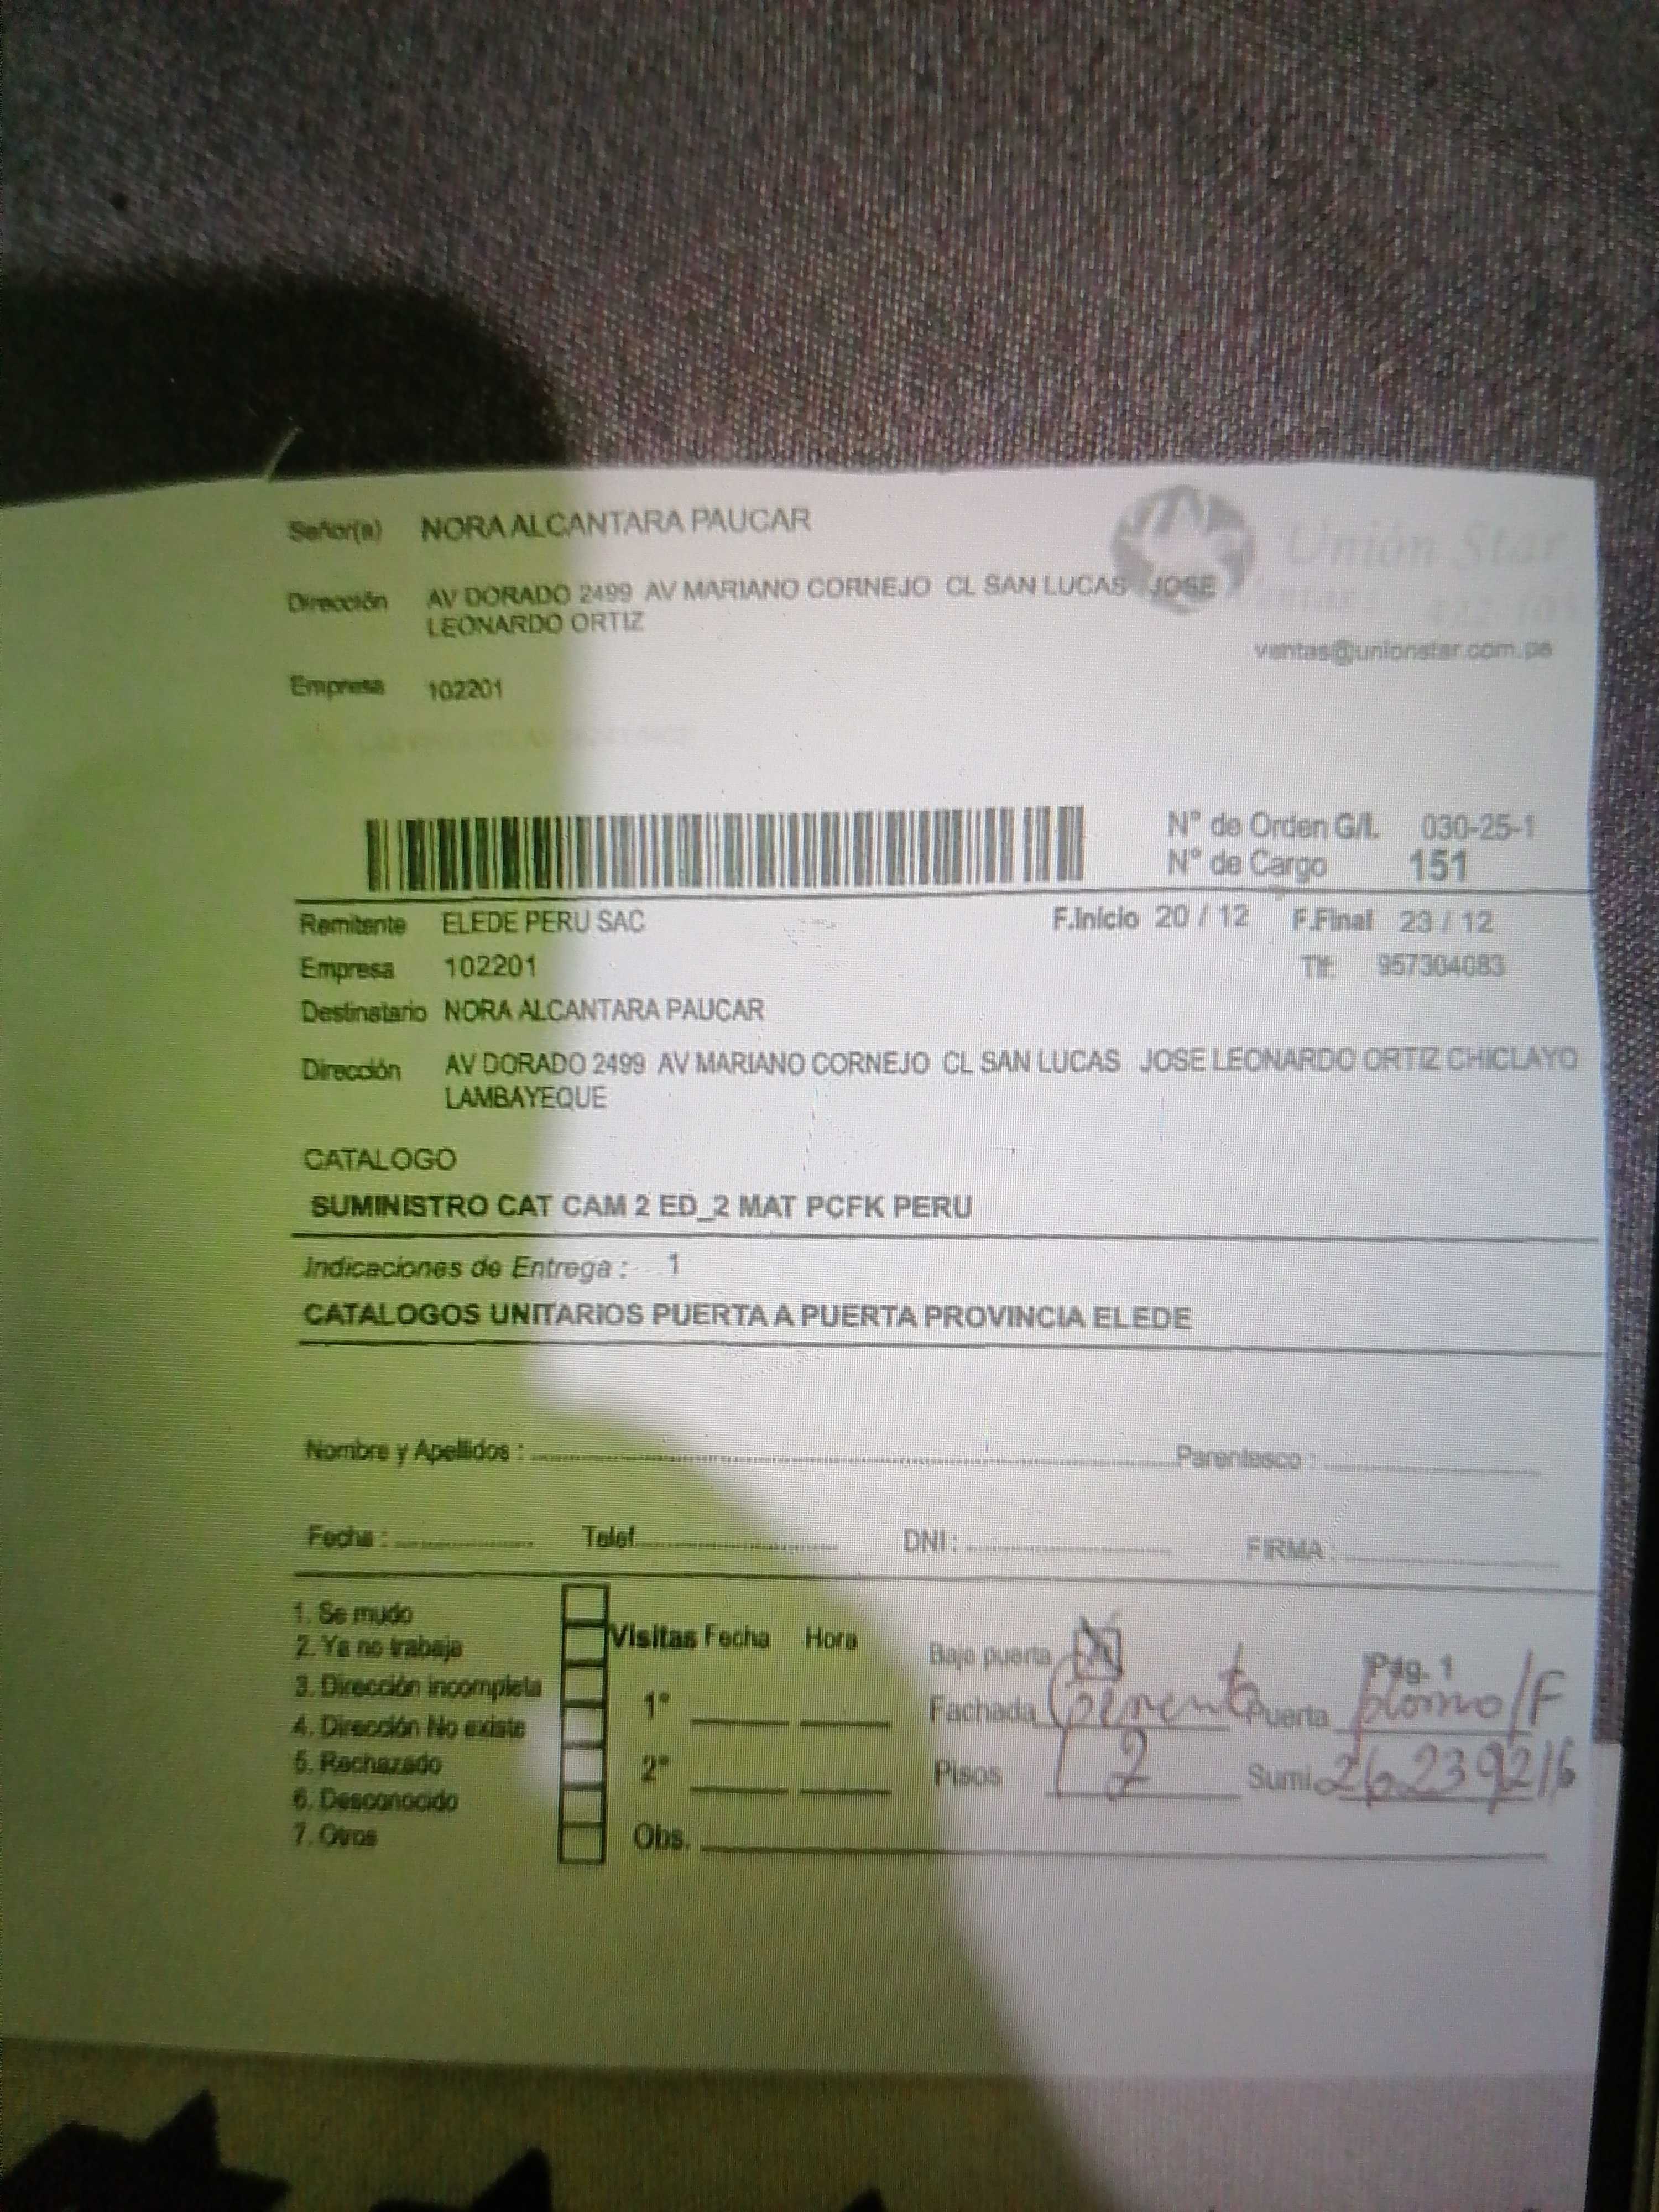 Señor(a) NORA ALCANTARA PAUCAR
Unión Star
Dirección AV DORADO 2499 AV MARIANO CORNEJO CL SAN LUCAS JOSE
LEONARDO ORTIZ
ventas@unionstar.com.pe
Empresa 102201
N° de Orden G/L. 030-25-1
N° de Cargo 151
Remitente ELEDE PERU SAC F.Inicio 20 / 12 F.Final 23 / 12
Empresa 102201 Tlf. 957304083
Destinatario NORA ALCANTARA PAUCAR
Dirección AV DORADO 2499 AV MARIANO CORNEJO CL SAN LUCAS JOSE LEONARDO ORTIZ CHICLAYO
LAMBAYEQUE
CATALOGO
SUMINISTRO CAT CAM 2 ED_2 MAT PCFK PERU
Indicaciones de Entrega : 1
CATALOGOS UNITARIOS PUERTA A PUERTA PROVINCIA ELEDE
Nombre y Apellidos : Parentesco :
Fecha : Telef. DNI : FIRMA :
1. Se mudo
2. Ya no trabaja
3. Dirección incompleta
4. Dirección No existe
5. Rechazado
6. Desconocido
7. Otros
Visitas Fecha Hora
1°
2°
Obs.
Bajo puerta Pág. 1
Fachada Cemento Puerta plomo/F
Pisos 2 Sumi 26239216